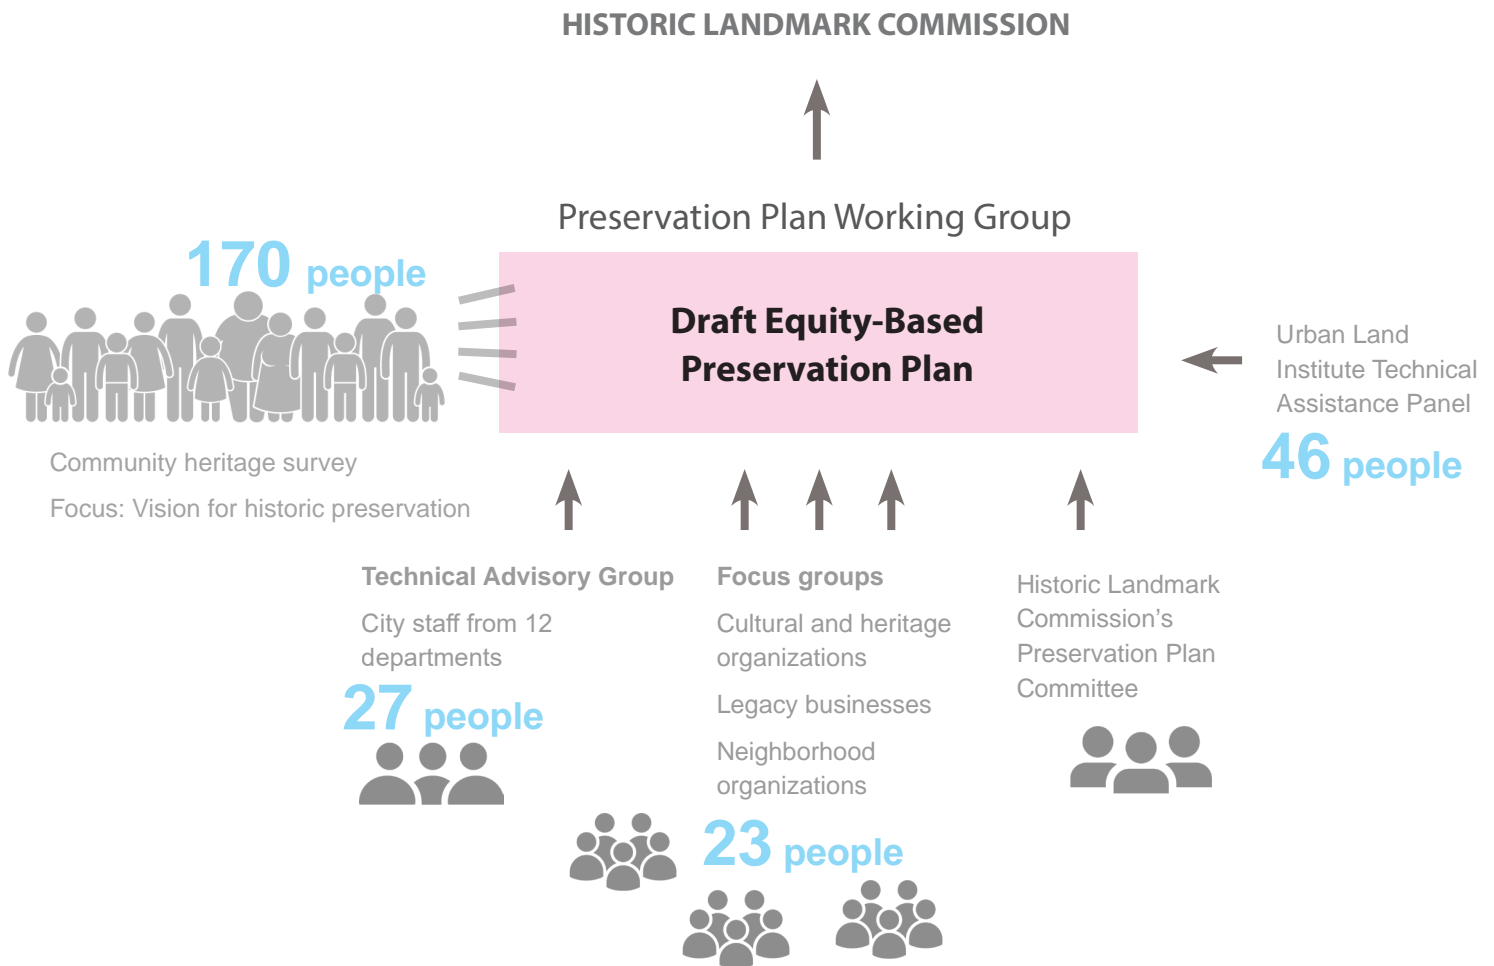 HISTORIC LANDMARK COMMISSION
Preservation Plan Working Group
170 people
Draft Equity-Based
Preservation Plan
Urban Land
Institute Technical
Assistance Panel
46 people
Community heritage survey
Focus: Vision for historic preservation
Technical Advisory Group
City staff from 12
departments
27 people
Focus groups
Cultural and heritage
organizations
Legacy businesses
Neighborhood
organizations
23 people
Historic Landmark
Commission’s
Preservation Plan
Committee